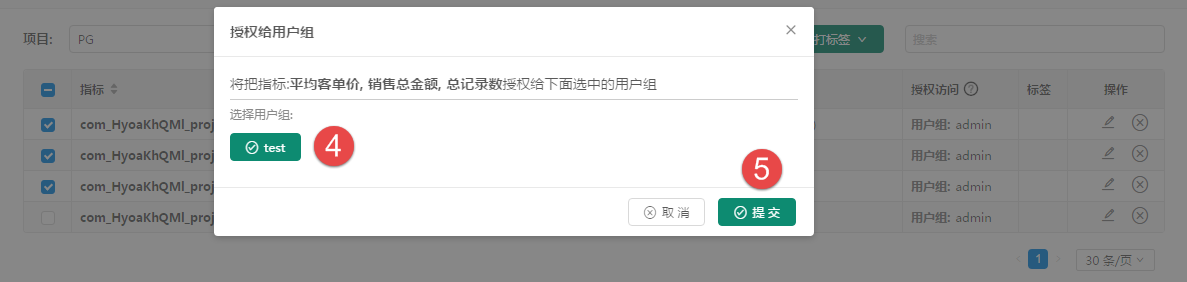 授权给用户组
项目: PG 打标签 搜索
将把指标:平均客单价, 销售总金额, 总记录数授权给下面选中的用户组
指标 授权访问 标签 操作
选择用户组:
com_HyoaKhQMl_proj 用户组: admin
test 4
com_HyoaKhQMl_proj 用户组: admin
5
com_HyoaKhQMl_proj 用户组: admin
取消 提交
com_HyoaKhQMl_proj 用户组: admin
1 30 条/页